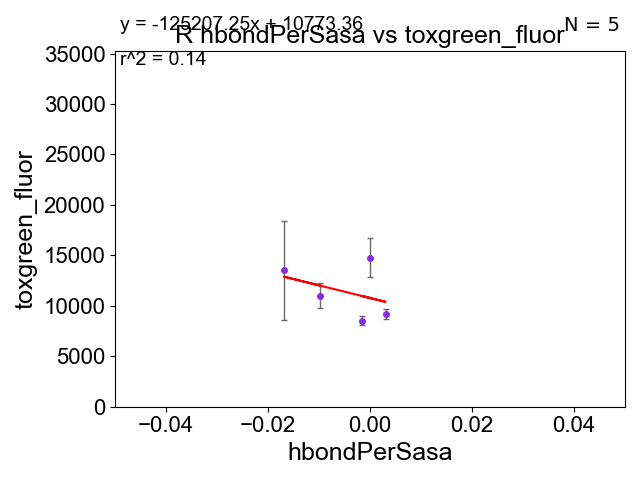 y = -125207.25x + 10773.36
N = 5
R hbondPerSasa vs toxgreen_fluor
r^2 = 0.14
35000
30000
25000
20000
15000
10000
5000
0
toxgreen_fluor
−0.04 −0.02 0.00 0.02 0.04
hbondPerSasa